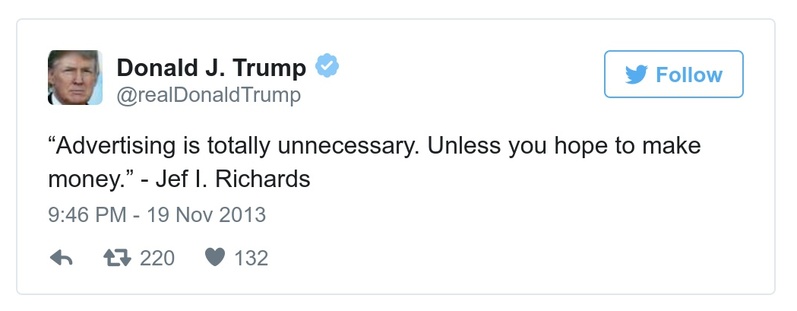 Donald J. Trump
@realDonaldTrump
Follow
“Advertising is totally unnecessary. Unless you hope to make
money.” - Jef I. Richards
9:46 PM - 19 Nov 2013
220 132